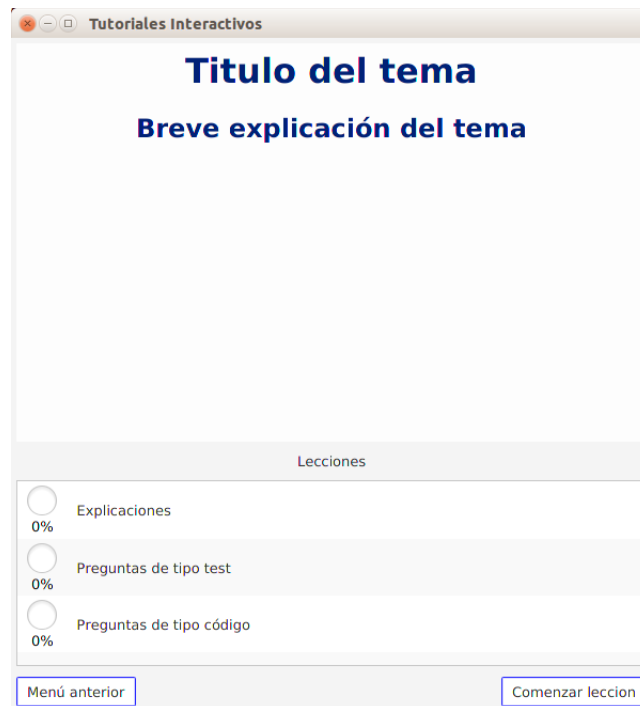 Tutoriales Interactivos
Titulo del tema
Breve explicación del tema
Lecciones
0%
Explicaciones
0%
Preguntas de tipo test
0%
Preguntas de tipo código
Menú anterior
Comenzar leccion